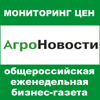 МОНИТОРИНГ ЦЕН
АгроНовости
общероссийская
еженедельная
бизнес-газета